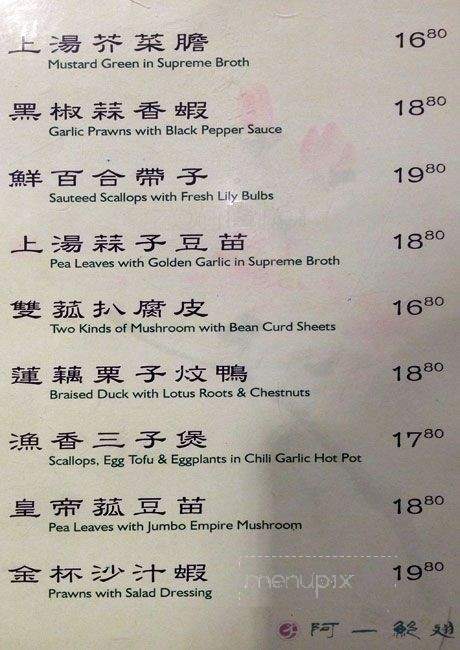 上湯芥菜膽 16⁸⁰
Mustard Green in Supreme Broth
黑椒蒜香蝦 18⁸⁰
Garlic Prawns with Black Pepper Sauce
鮮百合帶子 19⁸⁰
Sauteed Scallops with Fresh Lily Bulbs
上湯蒜子豆苗 18⁸⁰
Pea Leaves with Golden Garlic in Supreme Broth
雙菰扒腐皮 16⁸⁰
Two Kinds of Mushroom with Bean Curd Sheets
蓮藕栗子炆鴨 18⁸⁰
Braised Duck with Lotus Roots & Chestnuts
漁香三子煲 17⁸⁰
Scallops, Egg Tofu & Eggplants in Chili Garlic Hot Pot
皇帝菰豆苗 18⁸⁰
Pea Leaves with Jumbo Empire Mushroom
金杯沙汁蝦 19⁸⁰
Prawns with Salad Dressing
menupix
阿一鮑翅